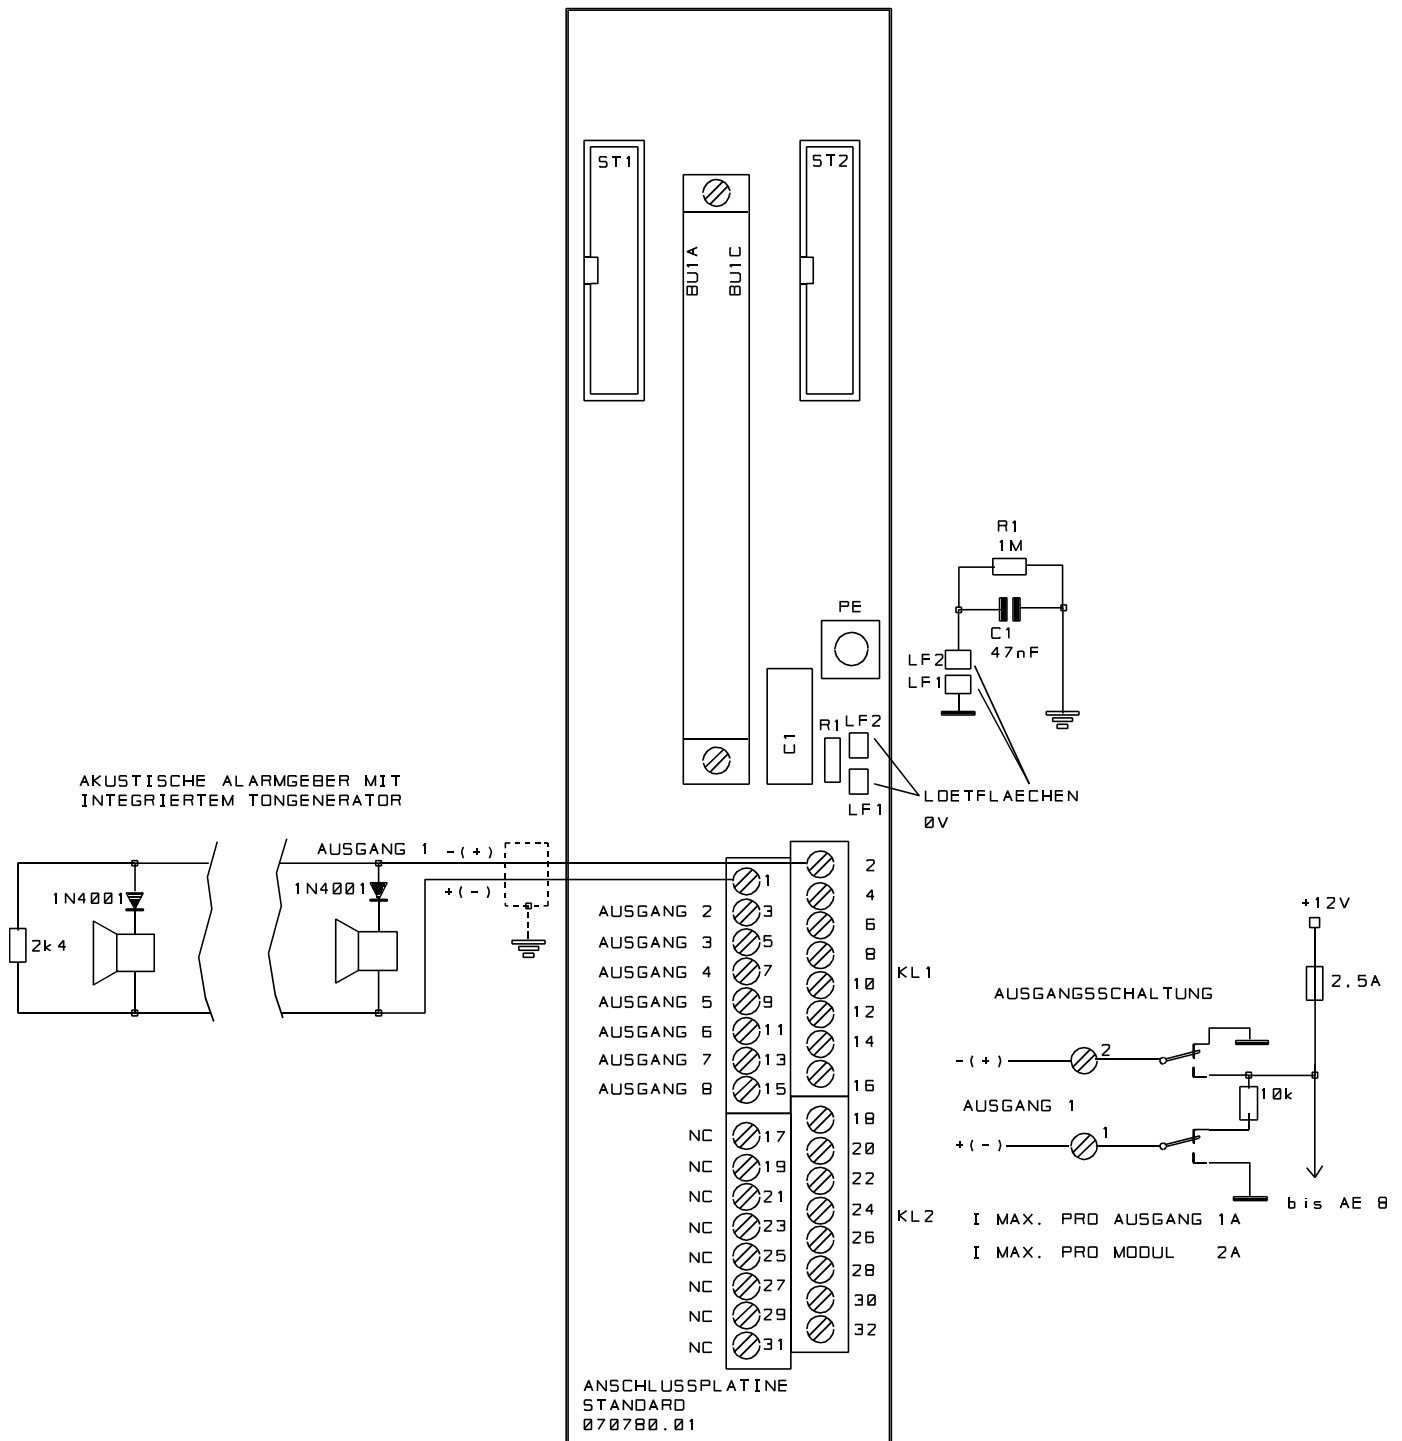 ST1
ST2
BU1A
BU1C
R1
1M
C1
47nF
LF2
LF1
PE
C1
R1
LF2
LF1
LOETFLAECHEN
0V
AKUSTISCHE ALARMGEBER MIT
INTEGRIERTEM TONGENERATOR
AUSGANG 1
-(+)
+(-)
1N4001
1N4001
2k4
1
2
AUSGANG 2
3
4
AUSGANG 3
5
6
AUSGANG 4
7
8
AUSGANG 5
9
10
AUSGANG 6
11
12
AUSGANG 7
13
14
AUSGANG 8
15
16
KL1
NC
17
18
NC
19
20
NC
21
22
NC
23
24
NC
25
26
NC
27
28
NC
29
30
NC
31
32
KL2
+12V
2,5A
AUSGANGSSCHALTUNG
-(+)
2
10k
AUSGANG 1
+(-)
1
bis AE 8
I MAX. PRO AUSGANG 1A
I MAX. PRO MODUL 2A
ANSCHLUSSPLATINE
STANDARD
070780.01